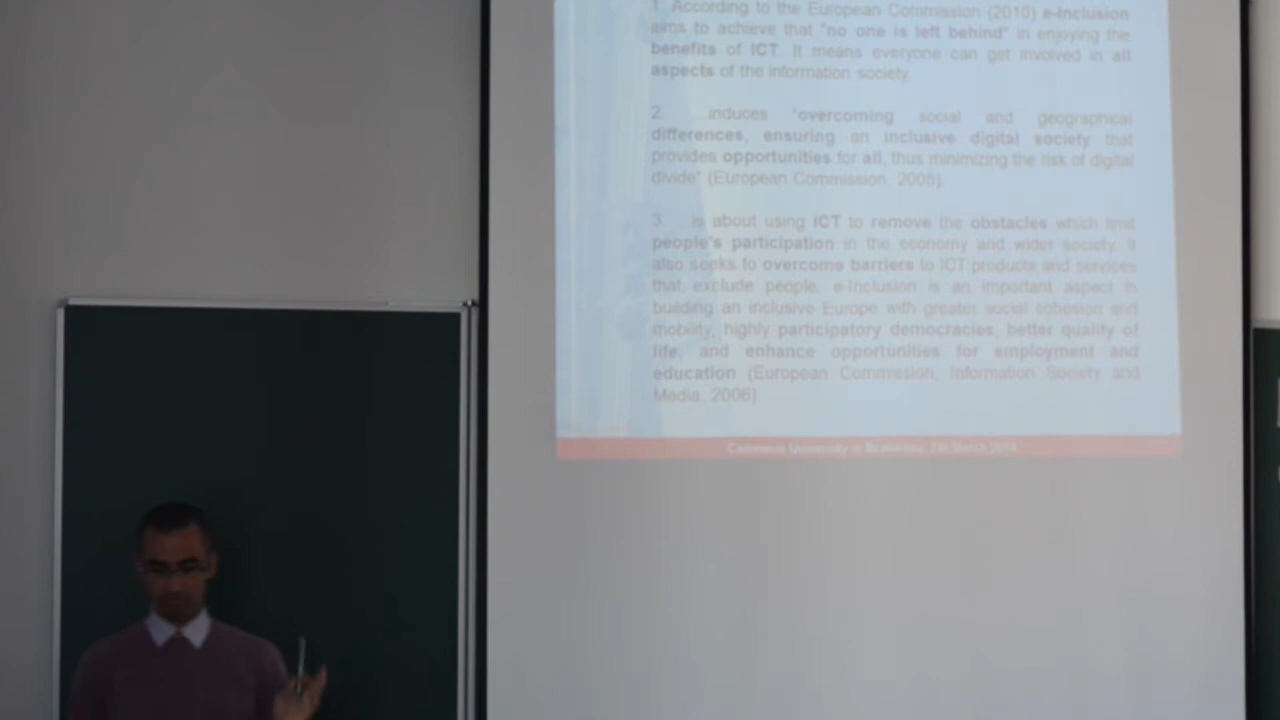 1. According to the European Commission (2010) e-Inclusion
aims to achieve that "no one is left behind" in enjoying the
benefits of ICT. It means everyone can get involved in all
aspects of the information society.
2. ...induces "overcoming social and geographical
differences, ensuring an inclusive digital society that
provides opportunities for all, thus minimizing the risk of digital
divide" (European Commission, 2005).
3. ...is about using ICT to remove the obstacles which limit
people's participation in the economy and wider society. It
also seeks to overcome barriers to ICT products and services
that exclude people. e-Inclusion is an important aspect in
building an inclusive Europe with greater social cohesion and
mobility, highly participatory democracies, better quality of
life, and enhance opportunities for employment and
education (European Commission, Information Society and
Media, 2006)
University in Bratislava, 7th March 2014